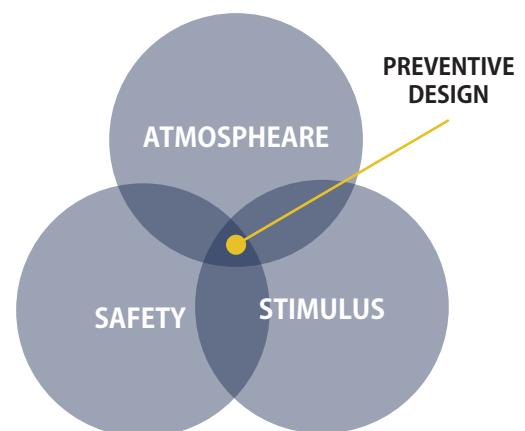 PREVENTIVE
DESIGN
ATMOSPHEARE
SAFETY
STIMULUS